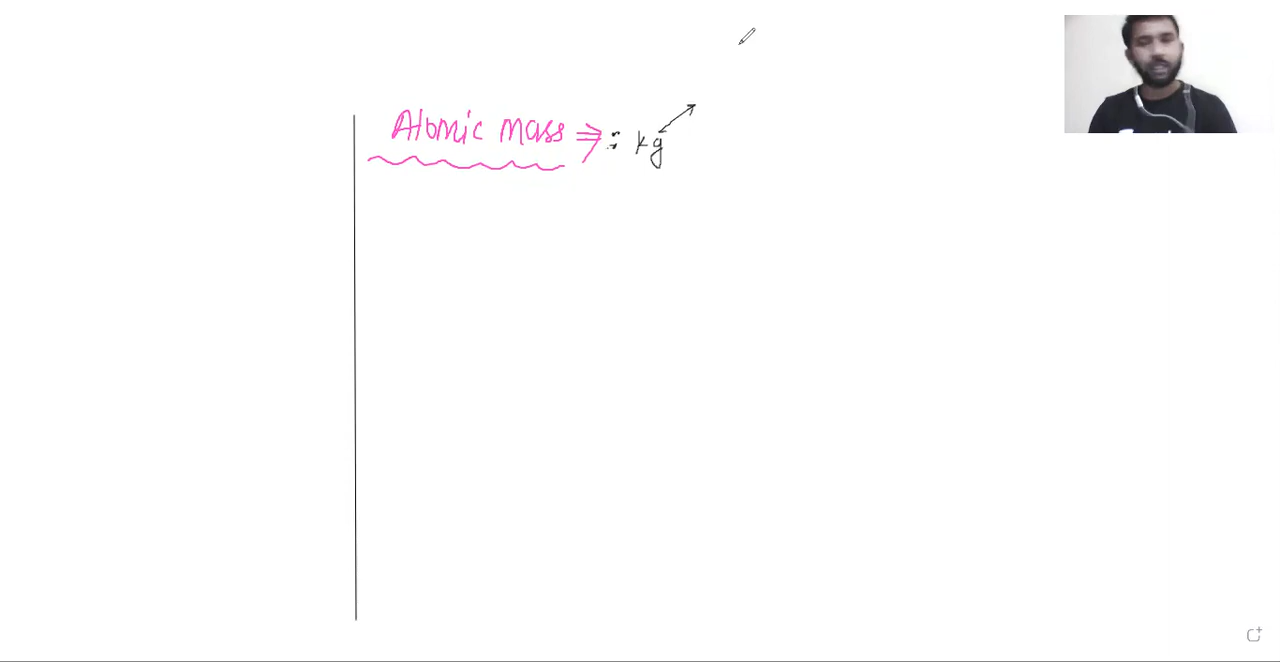 Atomic mass ⇒ : kg